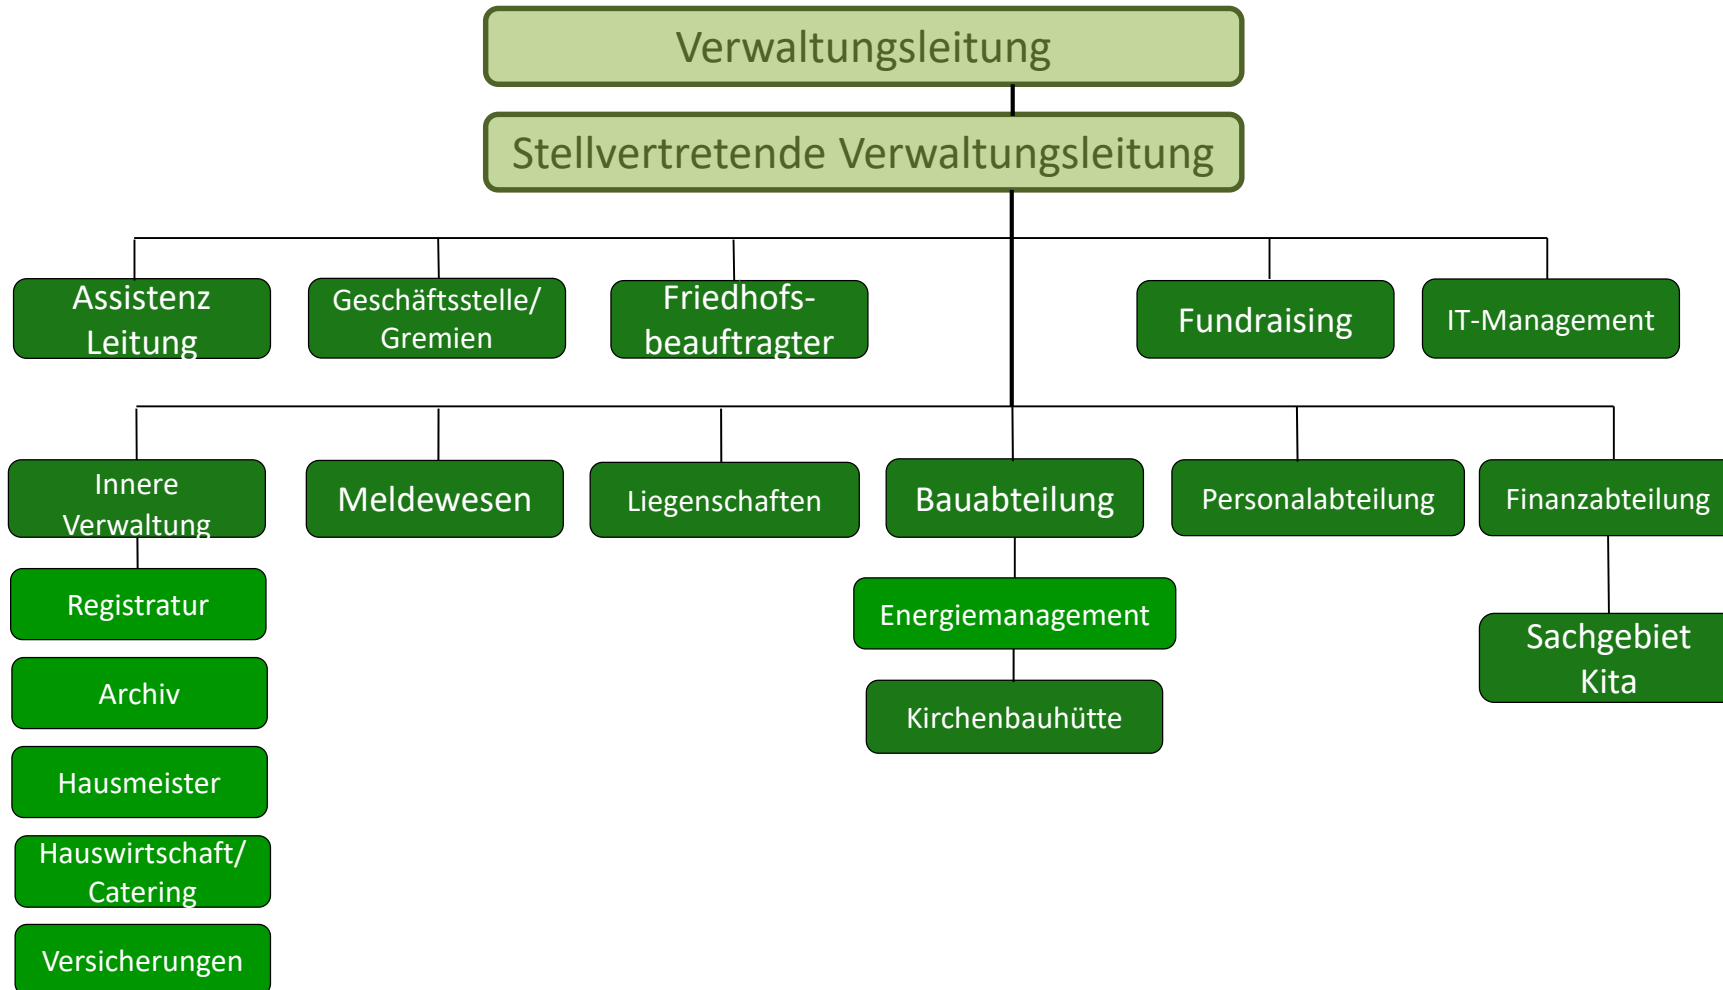 Verwaltungsleitung
Stellvertretende Verwaltungsleitung
Assistenz
Leitung
Geschäftsstelle/
Gremien
Friedhofs-
beauftragter
Fundraising
IT-Management
Innere
Verwaltung
Meldewesen
Liegenschaften
Bauabteilung
Personalabteilung
Finanzabteilung
Registratur
Energiemanagement
Sachgebiet
Kita
Archiv
Kirchenbauhütte
Hausmeister
Hauswirtschaft/
Catering
Versicherungen